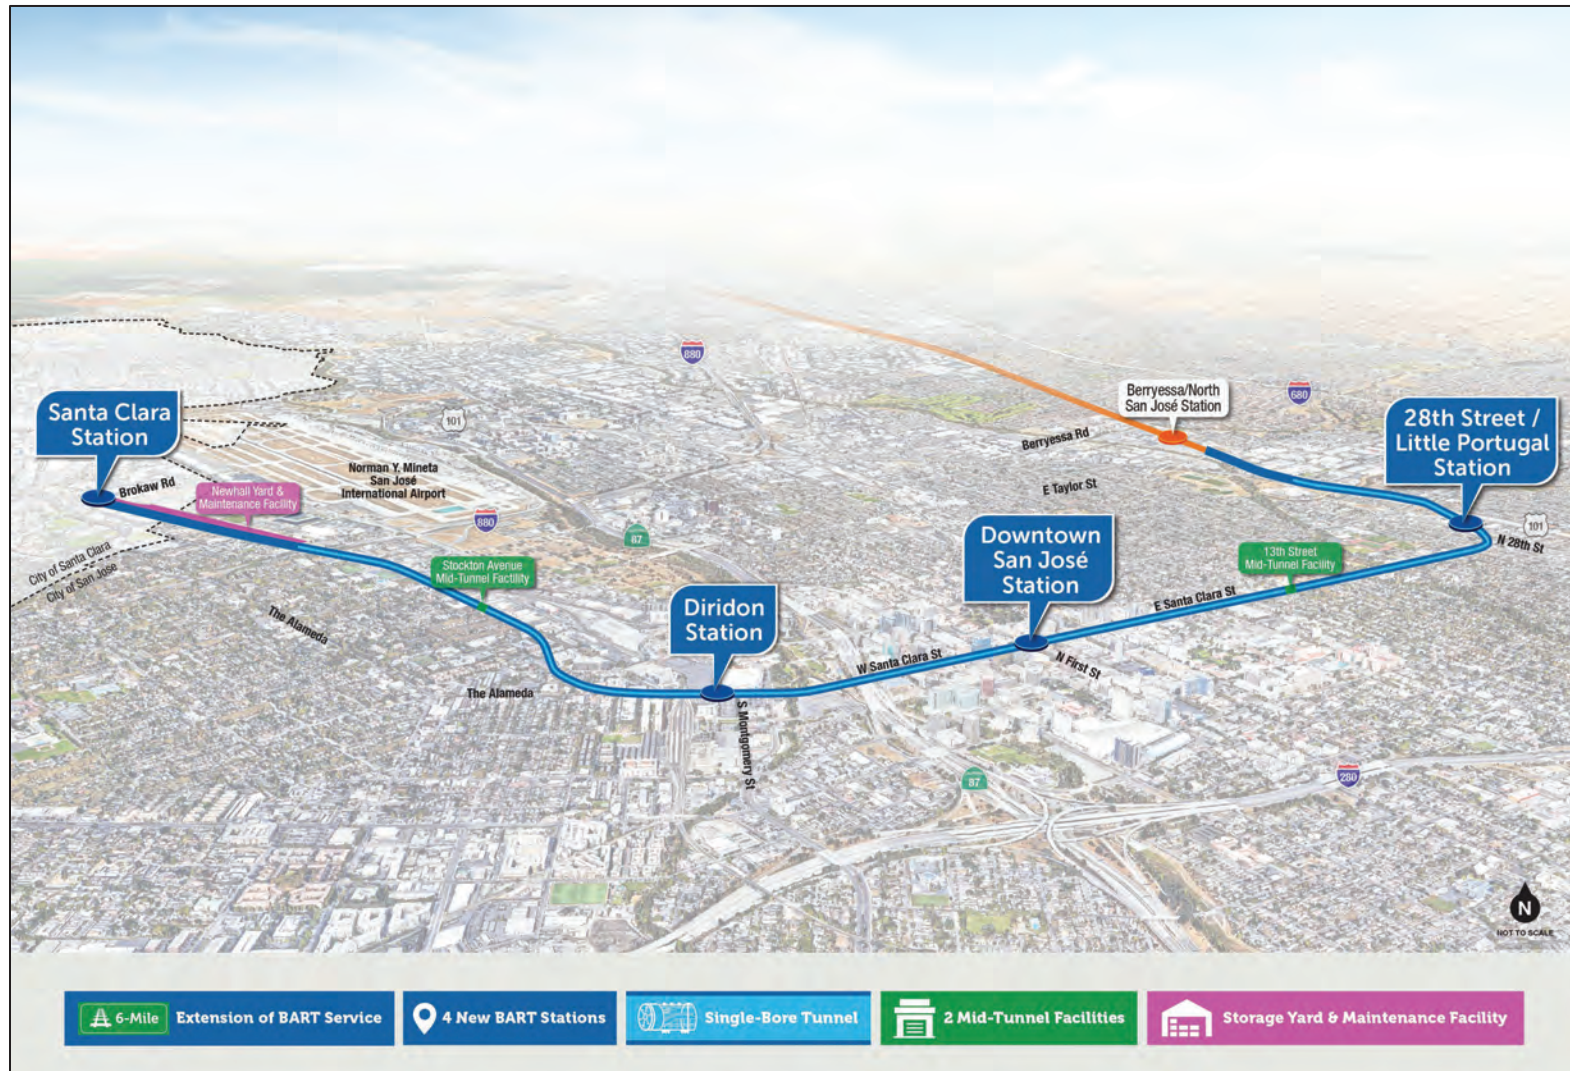 880
680
Berryessa/North
San José Station
Santa Clara
Station
28th Street /
Little Portugal
Station
101
Berryessa Rd
Norman Y. Mineta
San José
International Airport
Brokaw Rd
Newhall Yard &
Maintenance Facility
E Taylor St
880
87
101
N 28th St
Downtown
San José
Station
City of Santa Clara
City of San Jose
Stockton Avenue
Mid-Tunnel Facility
13th Street
Mid-Tunnel Facility
E Santa Clara St
The Alameda
Diridon
Station
W Santa Clara St
N First St
The Alameda
S Montgomery St
87
280
N
NOT TO SCALE
6-Mile Extension of BART Service
4 New BART Stations
Single-Bore Tunnel
2 Mid-Tunnel Facilities
Storage Yard & Maintenance Facility